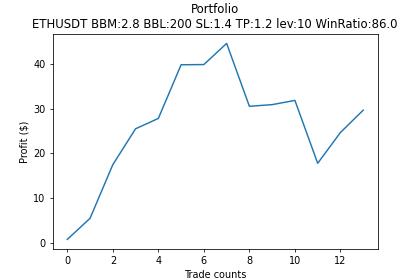 Portfolio
ETHUSDT BBM:2.8 BBL:200 SL:1.4 TP:1.2 lev:10 WinRatio:86.0
40
30
20
10
0
Profit ($)
0 2 4 6 8 10 12
Trade counts